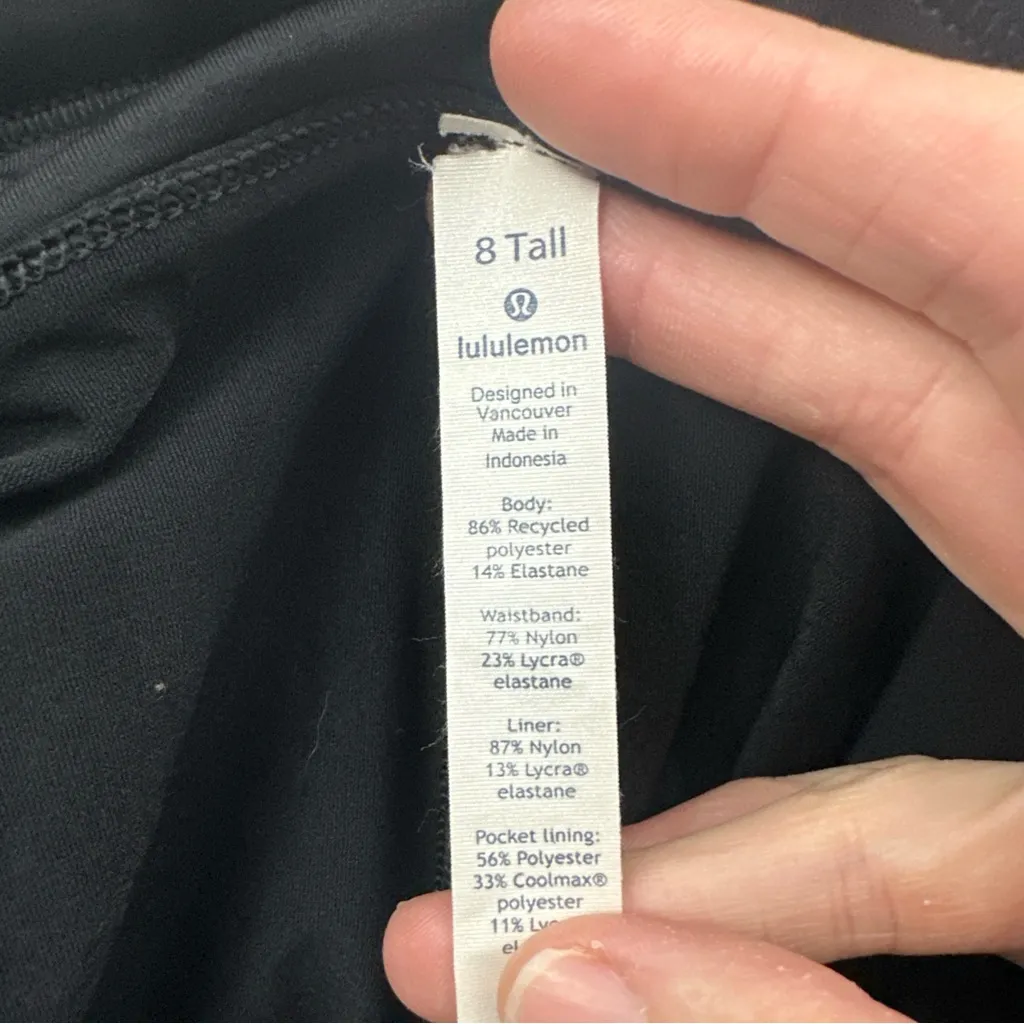 8 Tall
lululemon
Designed in
Vancouver
Made in
Indonesia
Body:
86% Recycled
polyester
14% Elastane
Waistband:
77% Nylon
23% Lycra®
elastane
Liner:
87% Nylon
13% Lycra®
elastane
Pocket lining:
56% Polyester
33% Coolmax®
polyester
11%